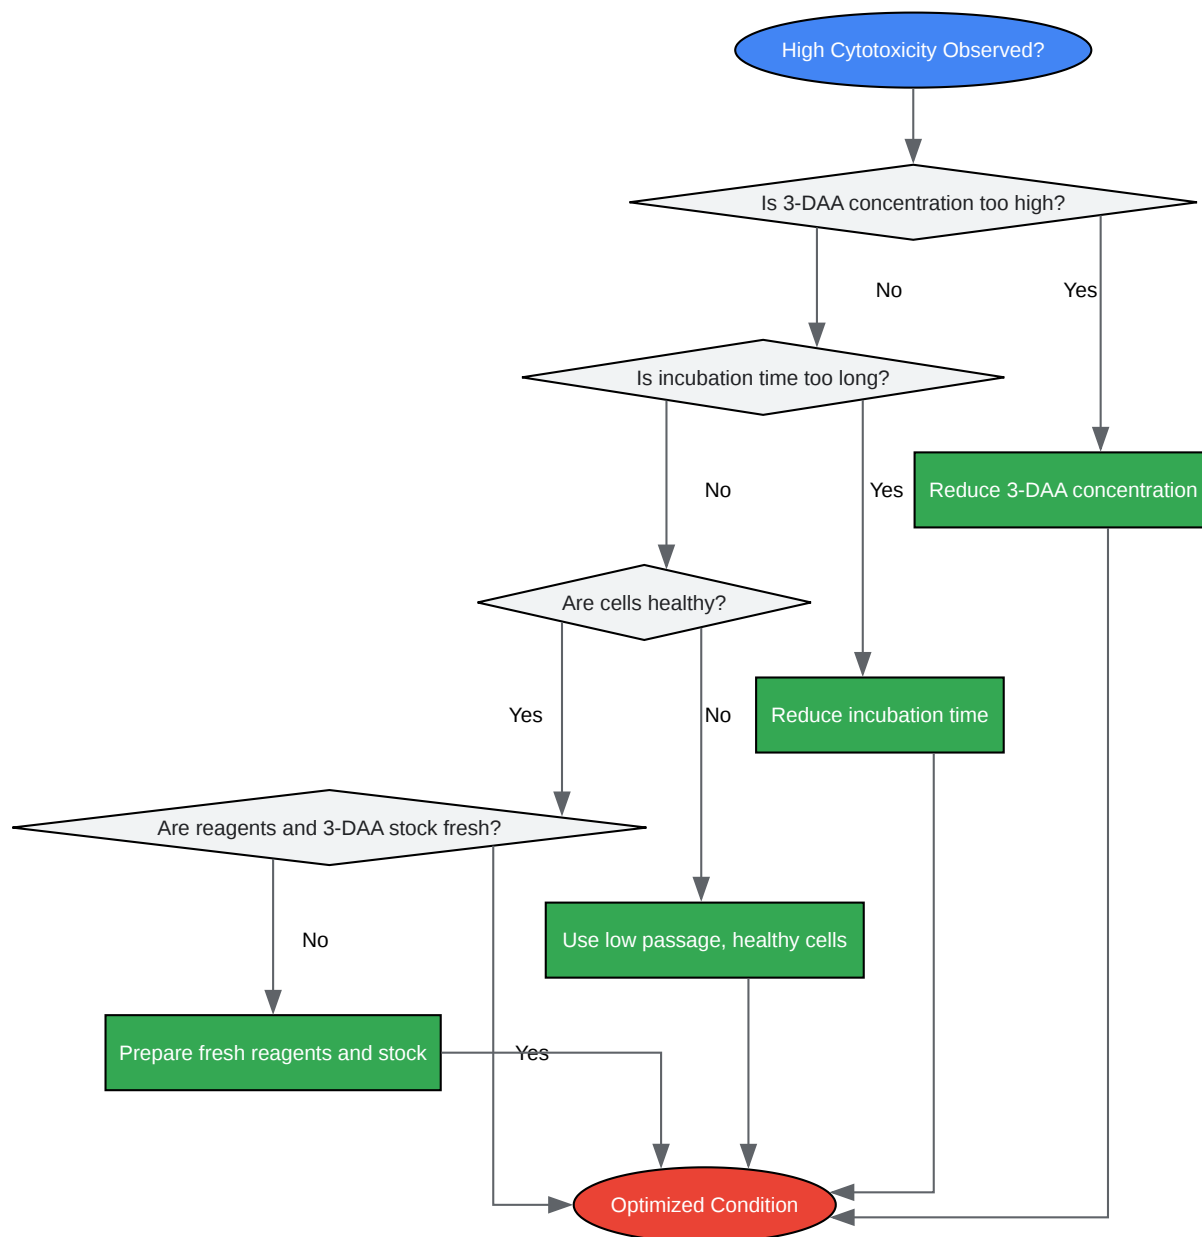 High Cytotoxicity Observed?
Is 3-DAA concentration too high?
No
Yes
Is incubation time too long?
No
Yes
Reduce 3-DAA concentration
Are cells healthy?
Yes
No
Reduce incubation time
Are reagents and 3-DAA stock fresh?
No
Use low passage, healthy cells
Prepare fresh reagents and stock
Yes
Optimized Condition